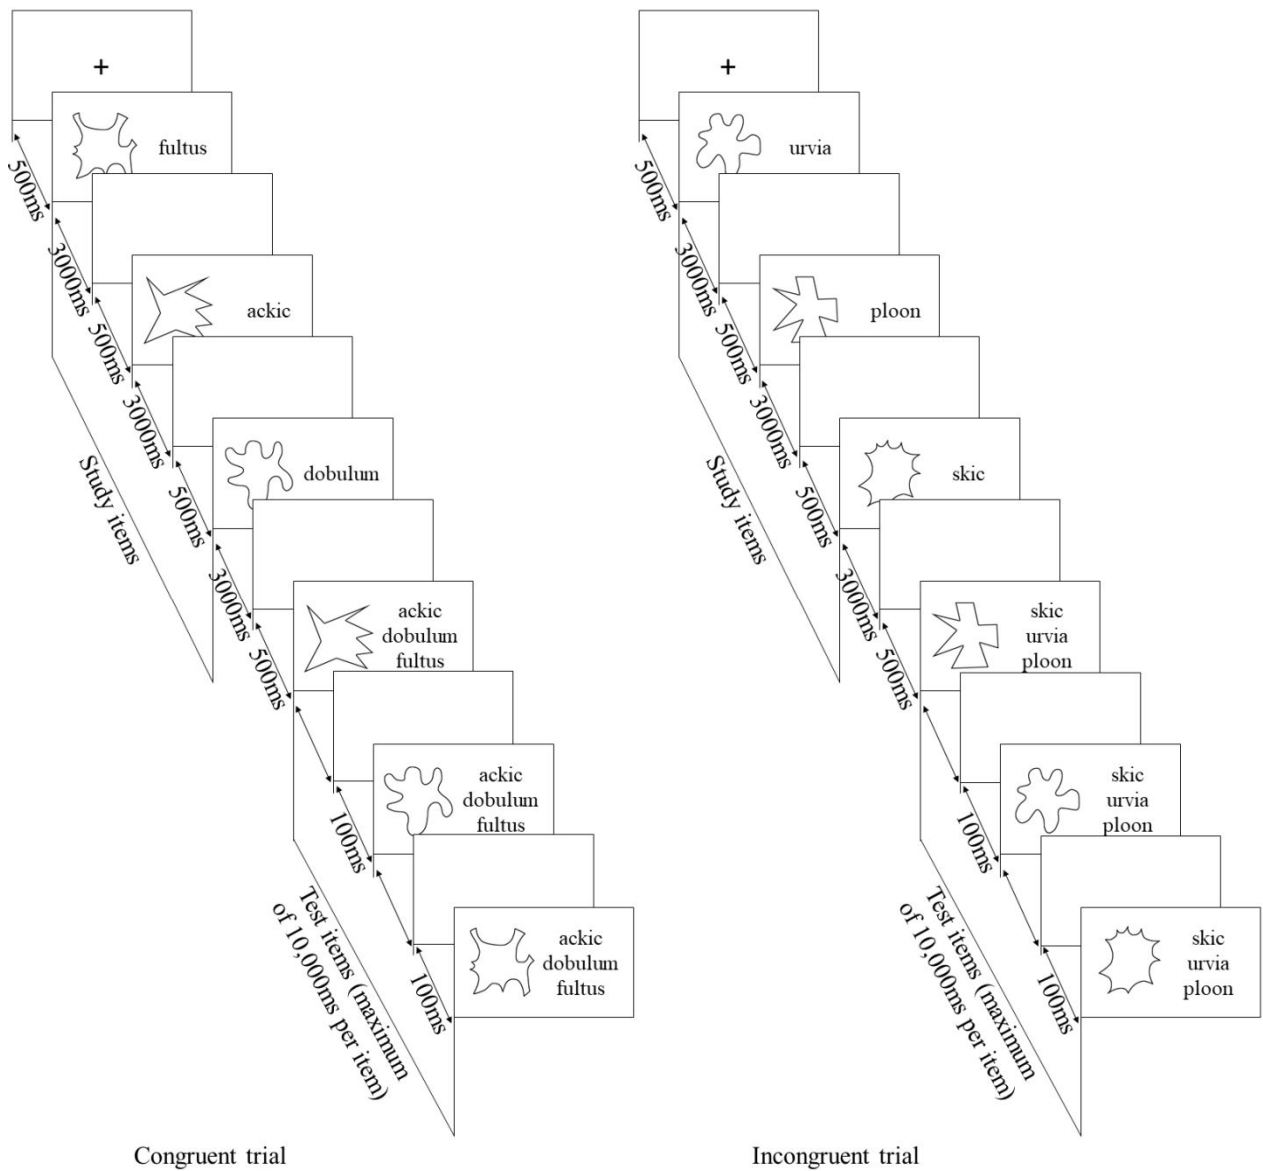 +
fultus
500ms
3000ms
ackic
500ms
3000ms
dobulum
500ms
3000ms
500ms
Study items
ackic
dobulum
fultus
100ms
ackic
dobulum
fultus
100ms
ackic
dobulum
fultus
Test items (maximum
of 10,000ms per item)
Congruent trial
+
urvia
500ms
3000ms
ploon
500ms
3000ms
skic
500ms
3000ms
500ms
Study items
skic
urvia
ploon
100ms
skic
urvia
ploon
100ms
skic
urvia
ploon
Test items (maximum
of 10,000ms per item)
Incongruent trial